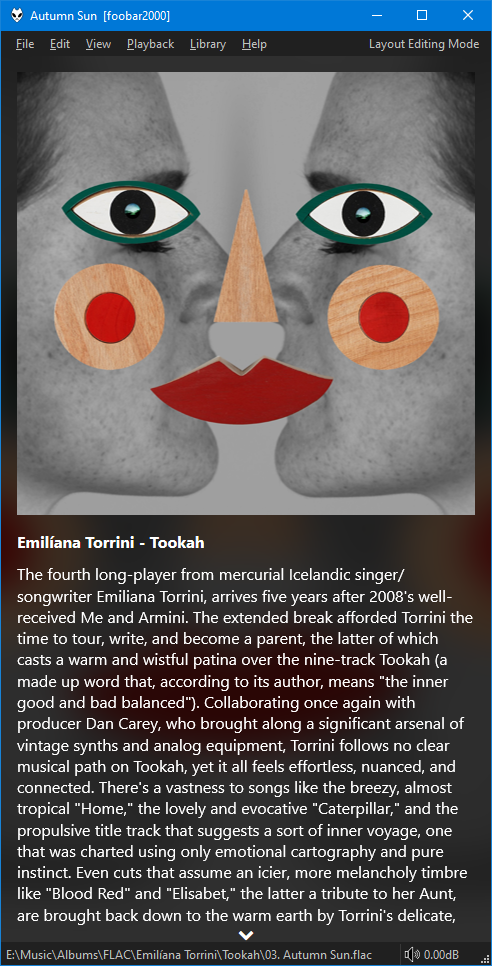 Autumn Sun [foobar2000]
File Edit View Playback Library Help Layout Editing Mode
Emilíana Torrini - Tookah
The fourth long-player from mercurial Icelandic singer/
songwriter Emiliana Torrini, arrives five years after 2008's well-
received Me and Armini. The extended break afforded Torrini the
time to tour, write, and become a parent, the latter of which
casts a warm and wistful patina over the nine-track Tookah (a
made up word that, according to its author, means "the inner
good and bad balanced"). Collaborating once again with
producer Dan Carey, who brought along a significant arsenal of
vintage synths and analog equipment, Torrini follows no clear
musical path on Tookah, yet it all feels effortless, nuanced, and
connected. There's a vastness to songs like the breezy, almost
tropical "Home," the lovely and evocative "Caterpillar," and the
propulsive title track that suggests a sort of inner voyage, one
that was charted using only emotional cartography and pure
instinct. Even cuts that assume an icier, more melancholy timbre
like "Blood Red" and "Elisabet," the latter a tribute to her Aunt,
are brought back down to the warm earth by Torrini's delicate,
E:\Music\Albums\FLAC\Emilíana Torrini\Tookah\03. Autumn Sun.flac 0.00dB